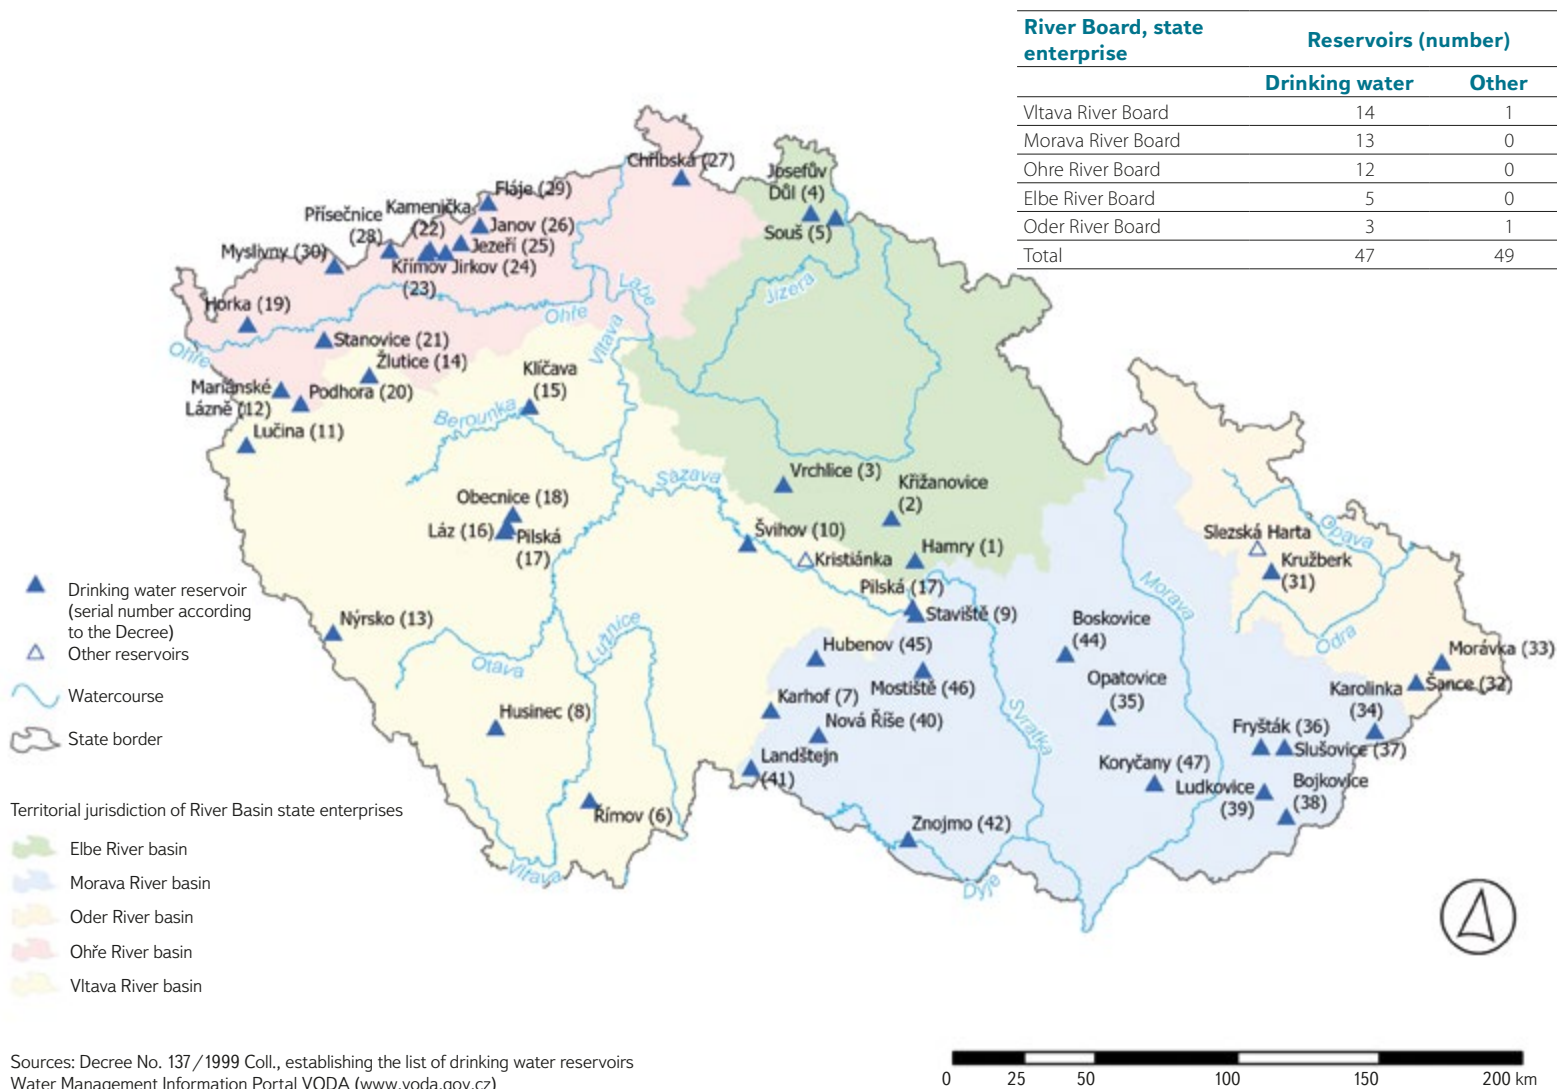 River Board, state
enterprise
Reservoirs (number)
Drinking water Other
Vltava River Board 14 1
Morava River Board 13 0
Ohre River Board 12 0
Elbe River Board 5 0
Oder River Board 3 1
Total 47 49
Chřibská (27)
Josefův
Důl (4)
Souš (5)
Fláje (29)
Přísečnice
(28)
Kamenička
(22)
Janov (26)
Jezeří (25)
Myslivny (30)
Křímov Jirkov (24)
(23)
Horka (19)
Labe
Jizera
Ohře
Vltava
Ohře
Stanovice (21)
Žlutice (14)
Klíčava
(15)
Mariánské
Lázně (12)
Podhora (20)
Berounka
Lučina (11)
Sázava
Vrchlice (3)
Křižanovice
(2)
Obecnice (18)
Láz (16)
Pilská
(17)
Švihov (10)
Kristiánka
Hamry (1)
Slezská Harta
Opava
Kružberk
(31)
Pilská (17)
Staviště (9)
Morava
Boskovice
(44)
Odra
Nýrsko (13)
Lužnice
Otava
Hubenov (45)
Mostiště (46)
Opatovice
(35)
Morávka (33)
Šance (32)
Karolinka
(34)
Husinec (8)
Karhof (7)
Nová Říše (40)
Svratka
Fryšták (36)
Slušovice (37)
Landštejn
(41)
Koryčany (47)
Ludkovice
(39)
Bojkovice
(38)
Římov (6)
Znojmo (42)
Vltava
Dyje
Drinking water reservoir
(serial number according
to the Decree)
Other reservoirs
Watercourse
State border
Territorial jurisdiction of River Basin state enterprises
Elbe River basin
Morava River basin
Oder River basin
Ohře River basin
Vltava River basin
Sources: Decree No. 137/1999 Coll., establishing the list of drinking water reservoirs
Water Management Information Portal VODA (www.voda.gov.cz)
0 25 50 100 150 200 km